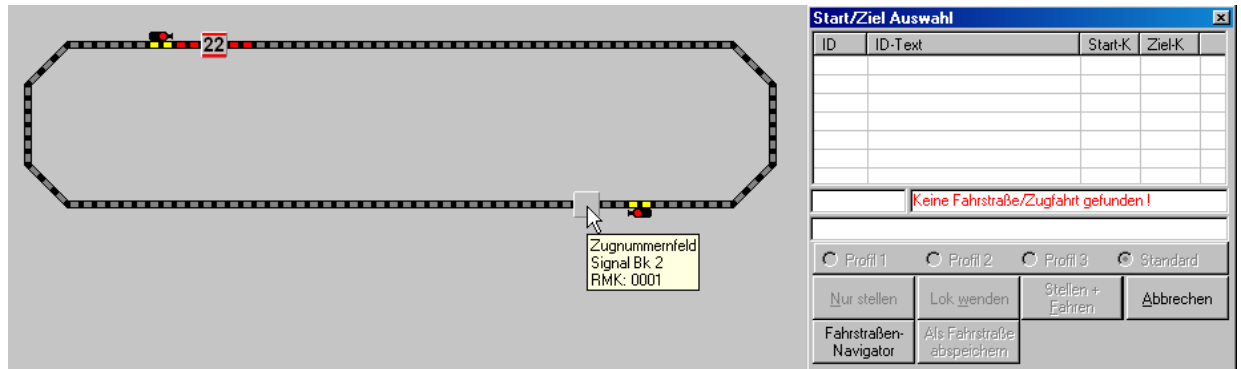 22
Zugnummernfeld
Signal Bk 2
RMK: 0001
Start/Ziel Auswahl
ID ID-Text Start-K Ziel-K
Keine Fahrstraße/Zugfahrt gefunden !
Profil 1 Profil 2 Profil 3 Standard
Nur stellen Lok wenden Stellen + Fahren Abbrechen
Fahrstraßen-
Navigator
Als Fahrstraße
abspeichern